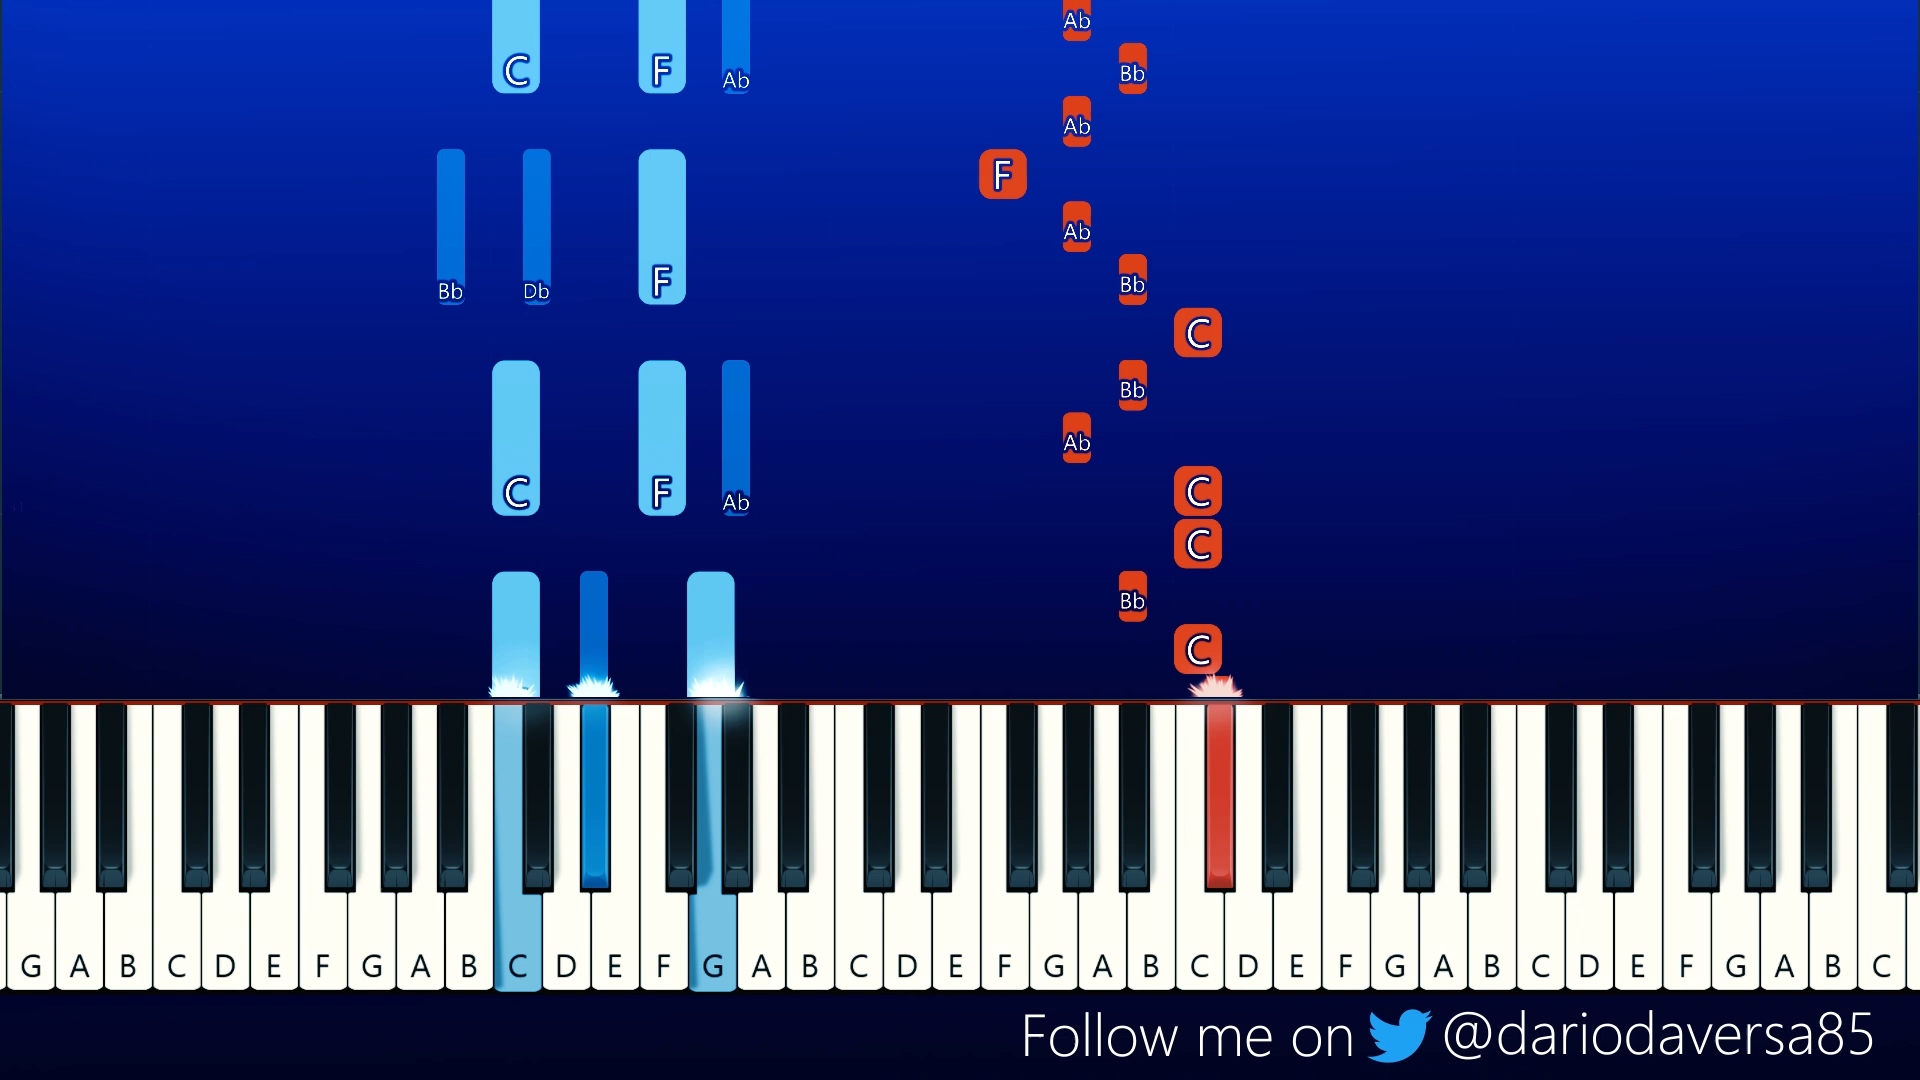 Ab
C F Ab Bb
Ab
F
Ab
Bb Db F Bb
C
Bb
Ab
C F Ab C
C
Bb
C
G A B C D E F G A B C D E F G A B C D E F G A B C D E F G A B C D E F G A B C
Follow me on @dariodaversa85